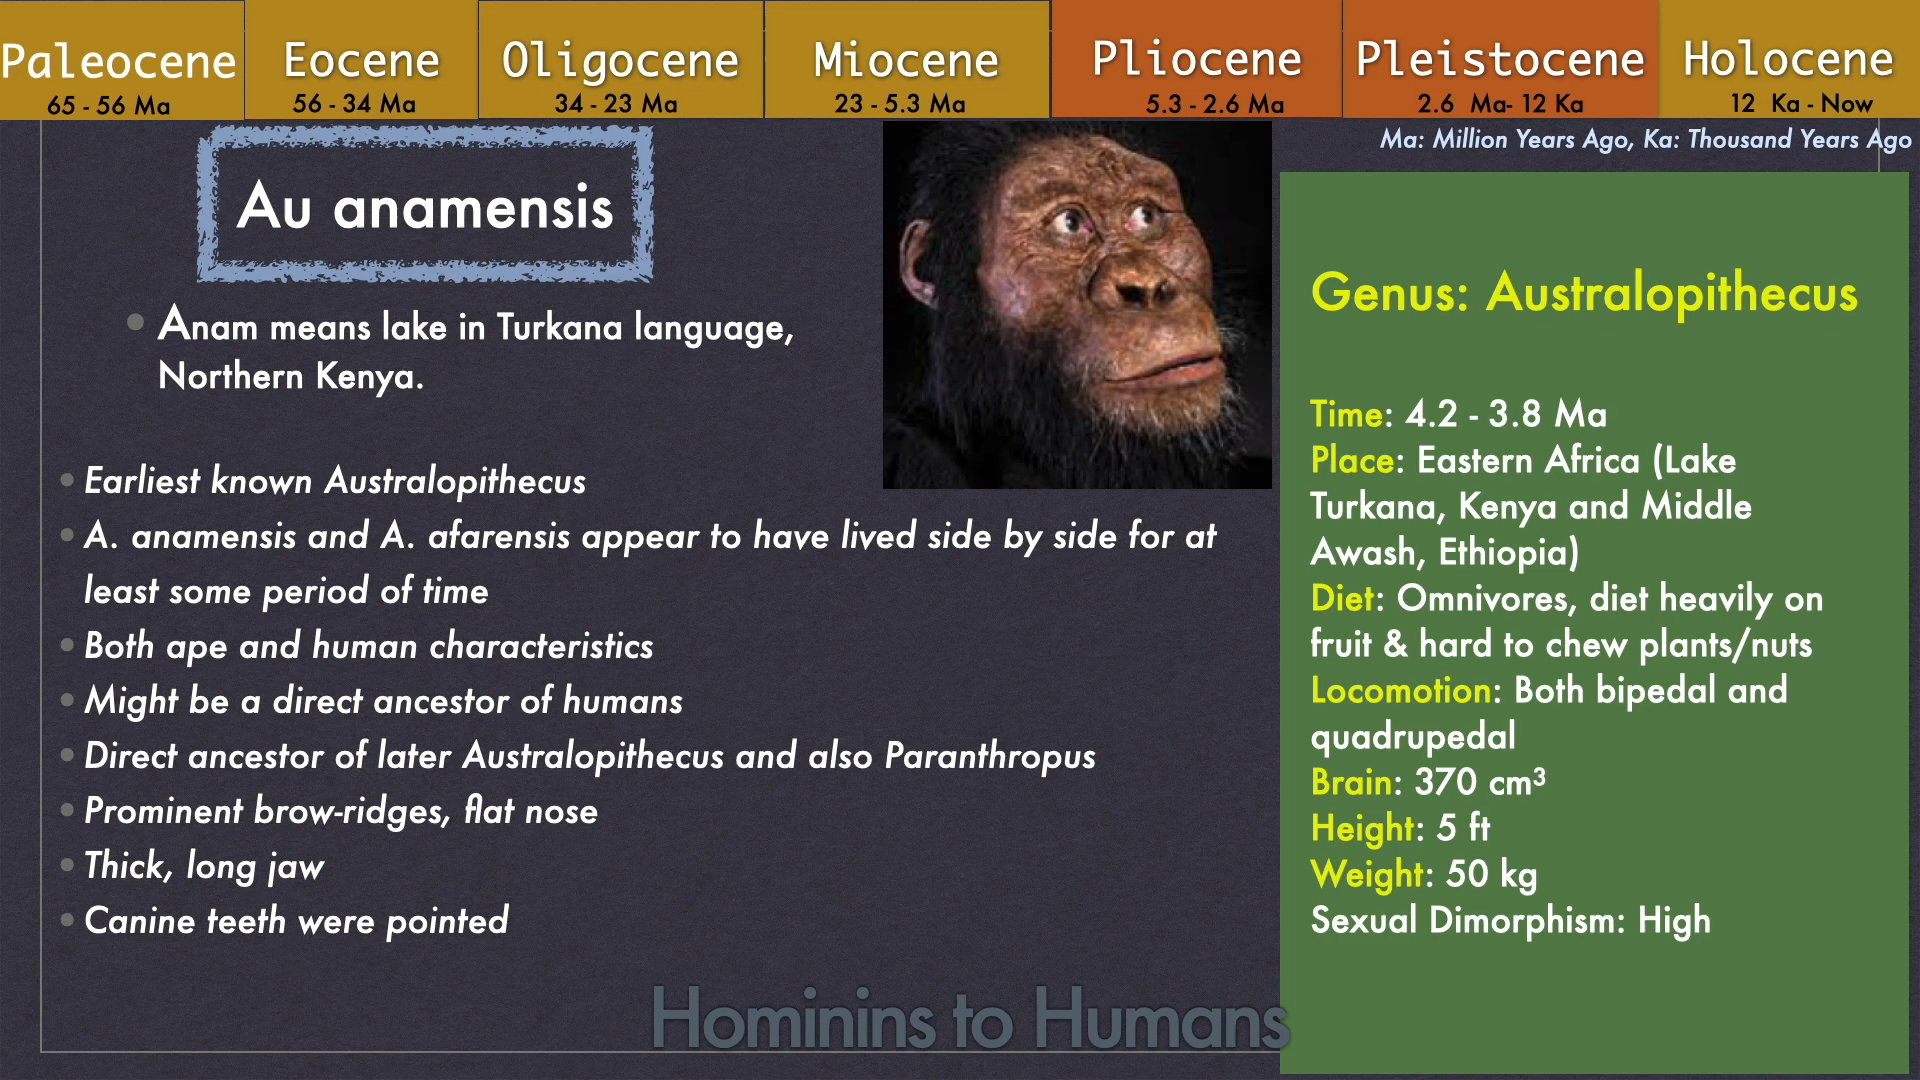 Paleocene
65 - 56 Ma
Eocene
56 - 34 Ma
Oligocene
34 - 23 Ma
Miocene
23 - 5.3 Ma
Pliocene
5.3 - 2.6 Ma
Pleistocene
2.6 Ma- 12 Ka
Holocene
12 Ka - Now
Ma: Million Years Ago, Ka: Thousand Years Ago
Au anamensis
Anam means lake in Turkana language,
Northern Kenya.
Earliest known Australopithecus
A. anamensis and A. afarensis appear to have lived side by side for at
least some period of time
Both ape and human characteristics
Might be a direct ancestor of humans
Direct ancestor of later Australopithecus and also Paranthropus
Prominent brow-ridges, flat nose
Thick, long jaw
Canine teeth were pointed
Genus: Australopithecus
Time: 4.2 - 3.8 Ma
Place: Eastern Africa (Lake
Turkana, Kenya and Middle
Awash, Ethiopia)
Diet: Omnivores, diet heavily on
fruit & hard to chew plants/nuts
Locomotion: Both bipedal and
quadrupedal
Brain: 370 cm³
Height: 5 ft
Weight: 50 kg
Sexual Dimorphism: High
Hominins to Humans